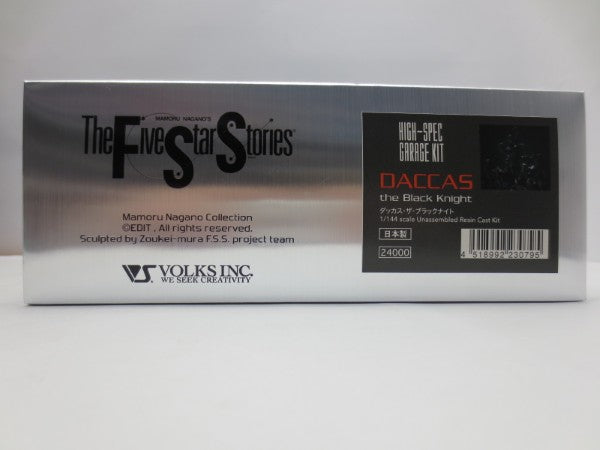 MAMORU NAGANO'S
The Five Star Stories
Mamoru Nagano Collection
©EDIT , All rights reserved.
Sculpted by Zoukei-mura F.S.S. project team
VS. VOLKS INC.
WE SEEK CREATIVITY
HIGH-SPEC
GARAGE KIT
DACCAS
the Black Knight
ダッカス・ザ・ブラックナイト
1/144 scale Unassembled Resin Cast Kit
日本製
24000
4 518992 230795